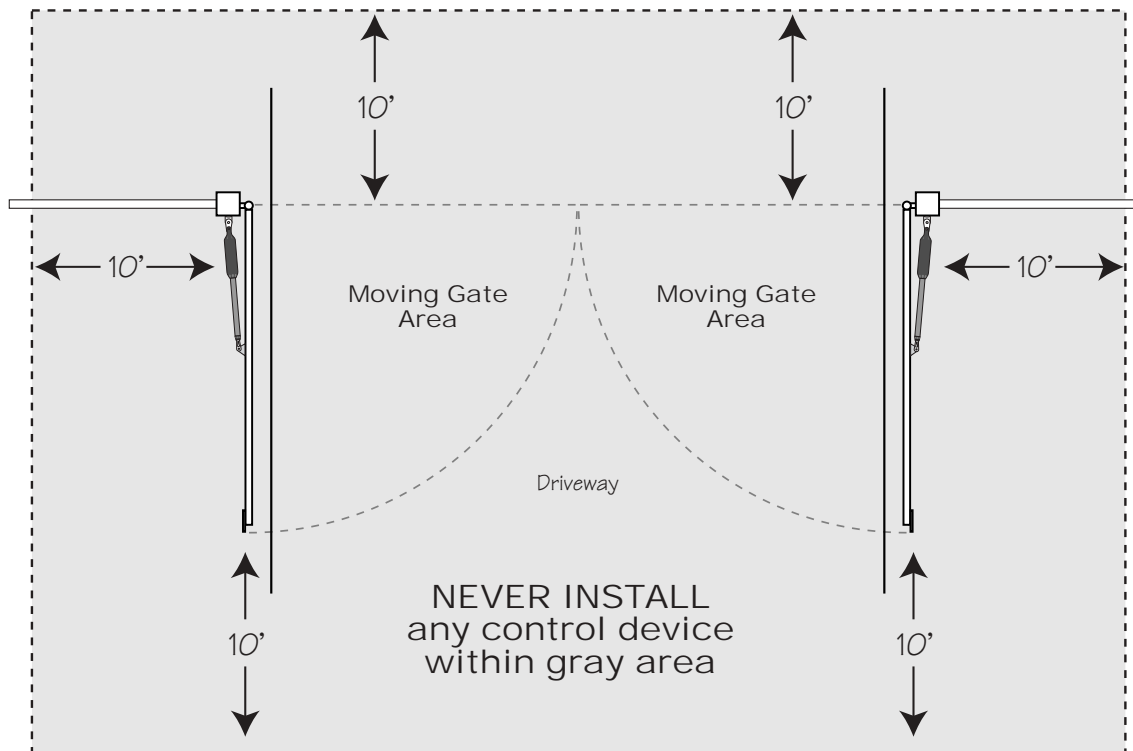 10’
10’
10’
10’
Moving Gate
Area
Moving Gate
Area
Driveway
NEVER INSTALL
any control device
within gray area
10’
10’